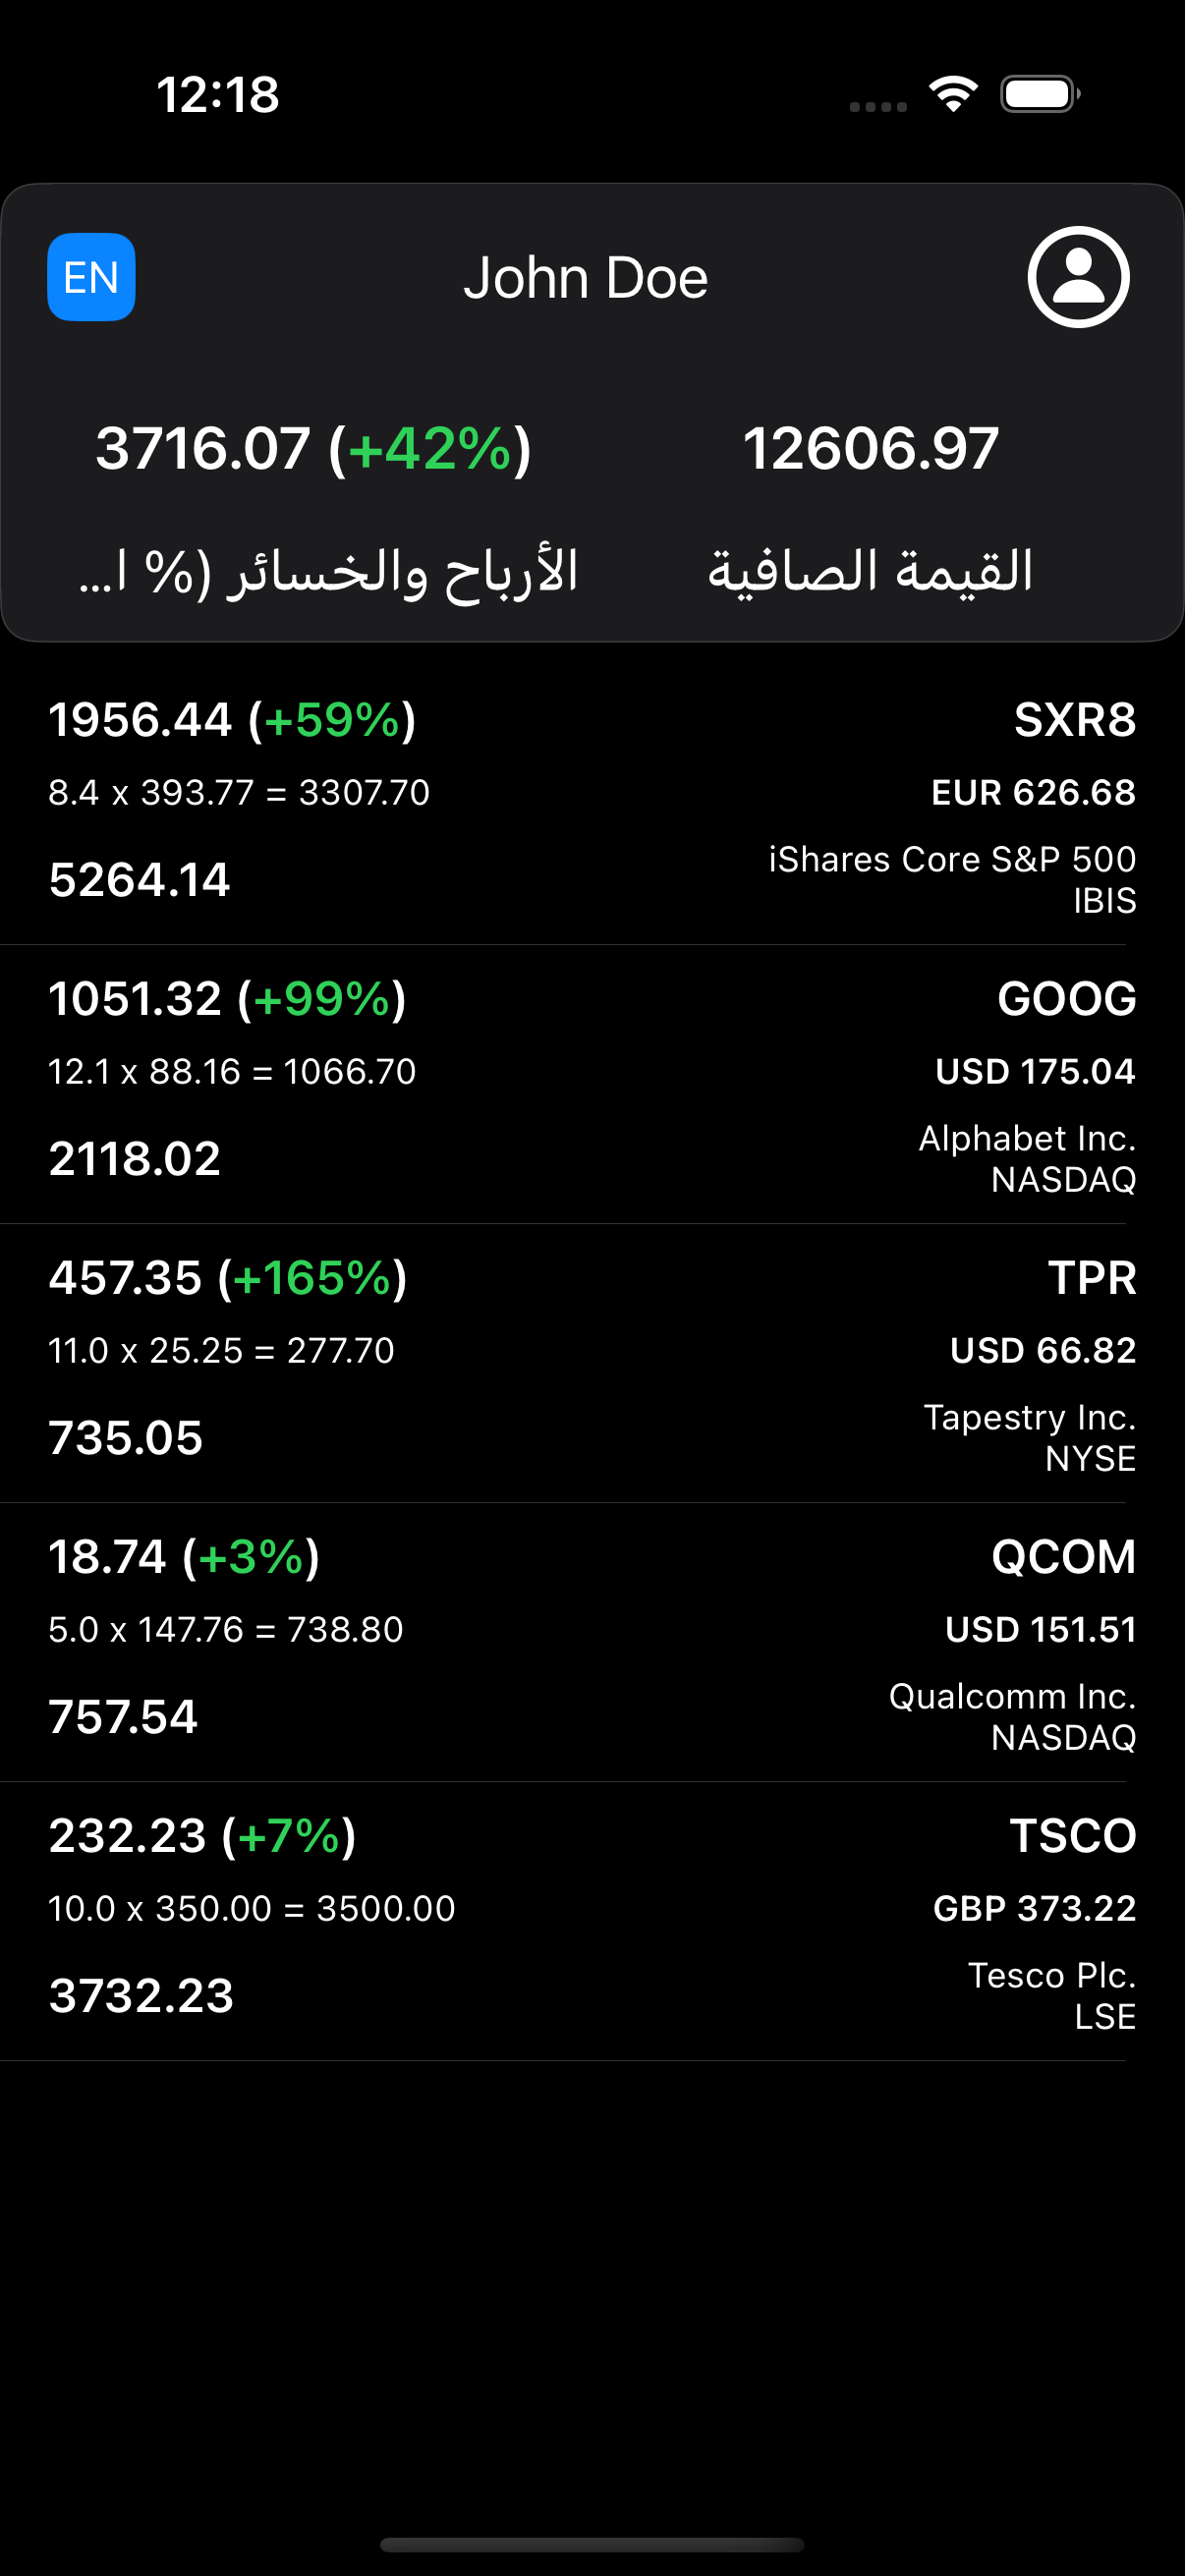 12:18
EN
John Doe
3716.07 (+42%)
12606.97
الأرباح والخسائر (% ا...
القيمة الصافية
1956.44 (+59%)
SXR8
8.4 x 393.77 = 3307.70
EUR 626.68
5264.14
iShares Core S&P 500
IBIS
1051.32 (+99%)
GOOG
12.1 x 88.16 = 1066.70
USD 175.04
2118.02
Alphabet Inc.
NASDAQ
457.35 (+165%)
TPR
11.0 x 25.25 = 277.70
USD 66.82
735.05
Tapestry Inc.
NYSE
18.74 (+3%)
QCOM
5.0 x 147.76 = 738.80
USD 151.51
757.54
Qualcomm Inc.
NASDAQ
232.23 (+7%)
TSCO
10.0 x 350.00 = 3500.00
GBP 373.22
3732.23
Tesco Plc.
LSE